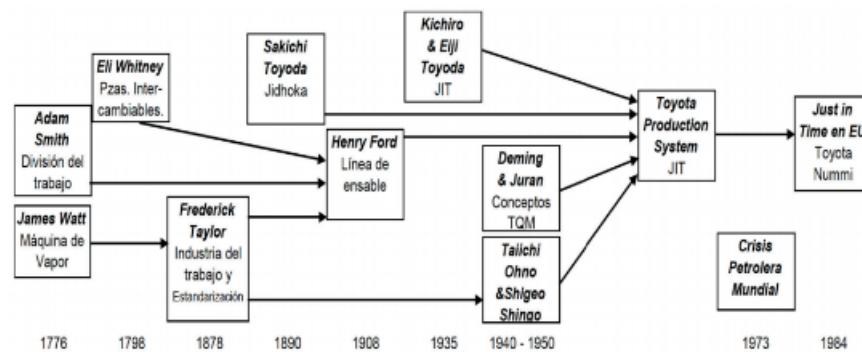 Adam
Smith
División del
trabajo
James Watt
Máquina de
Vapor
Eli Whitney
Pzas. Inter-
cambiables.
Frederick
Taylor
Industria del
trabajo y
Estandarización
Sakichi
Toyoda
Jidhoka
Henry Ford
Línea de
ensable
Kichiro
& Eiji
Toyoda
JIT
Deming
& Juran
Conceptos
TQM
Taiichi
Ohno
&Shigeo
Shingo
Toyota
Production
System
JIT
Crisis
Petrolera
Mundial
Just in
Time en EU
Toyota
Nummi
1776 1798 1878 1890 1908 1935 1940 - 1950 1973 1984